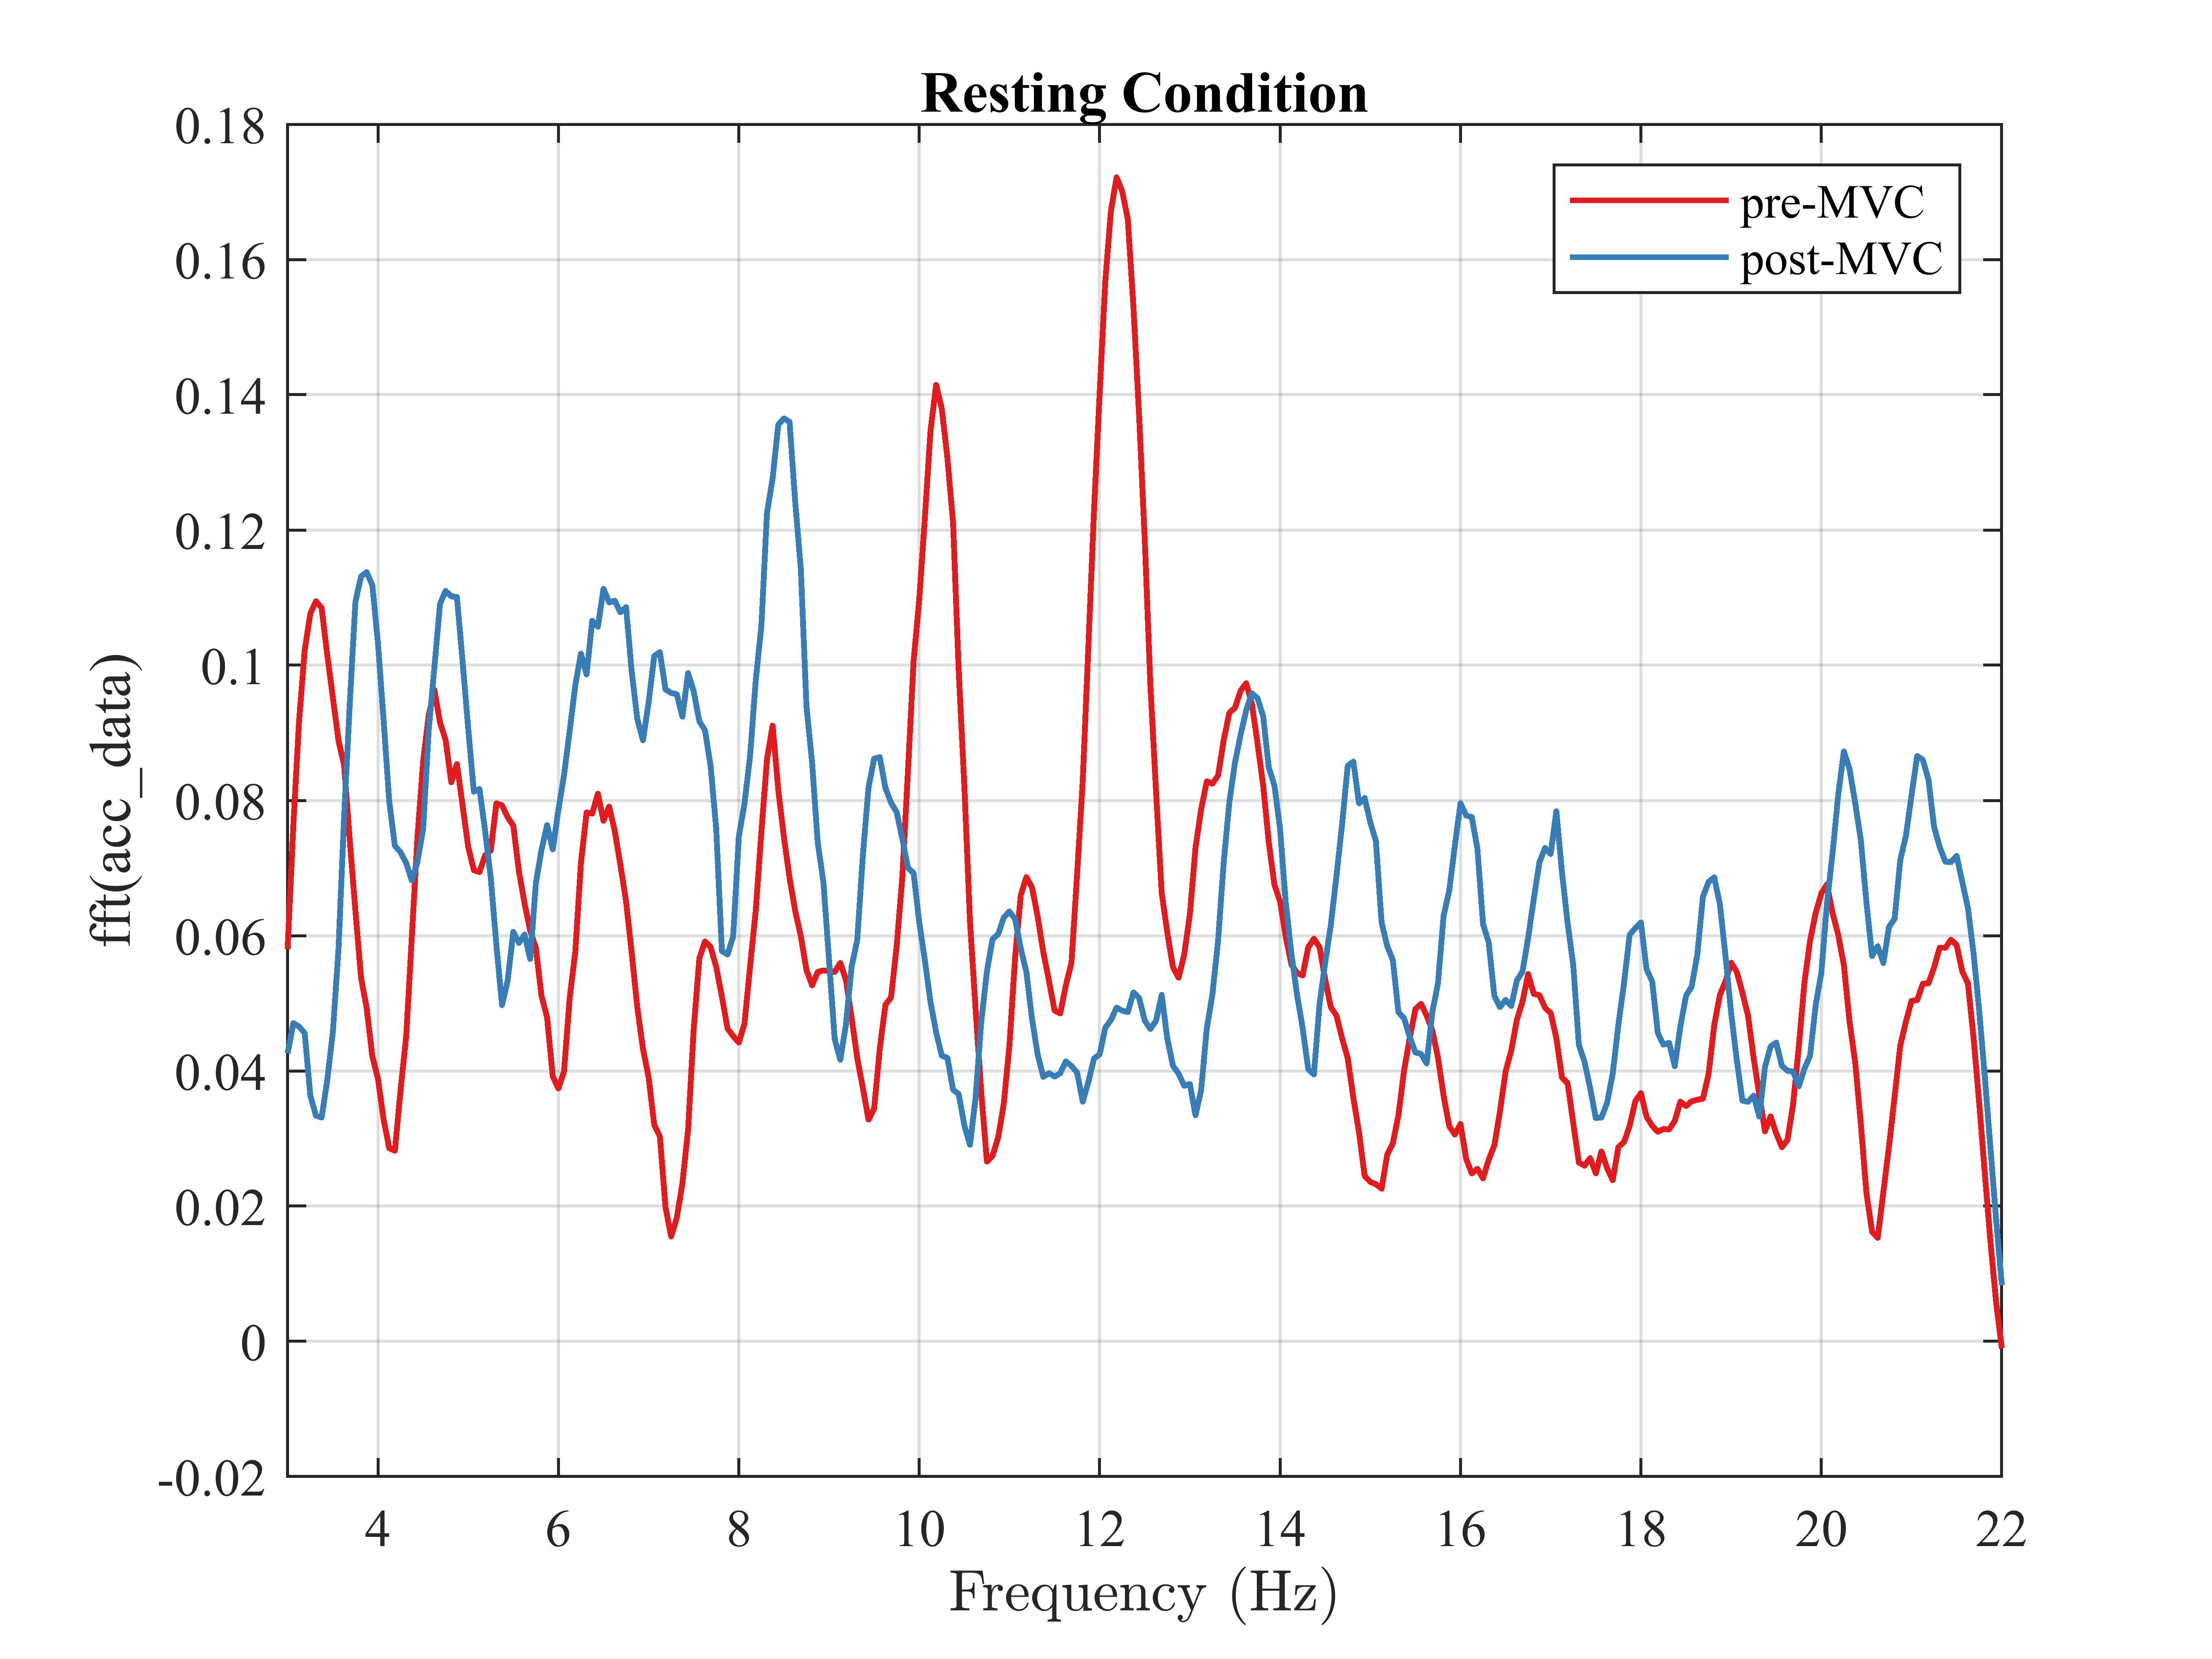 Resting Condition
0.18
0.16
0.14
0.12
0.1
0.08
0.06
0.04
0.02
0
-0.02
fft(acc_data)
pre-MVC
post-MVC
4 6 8 10 12 14 16 18 20 22
Frequency (Hz)